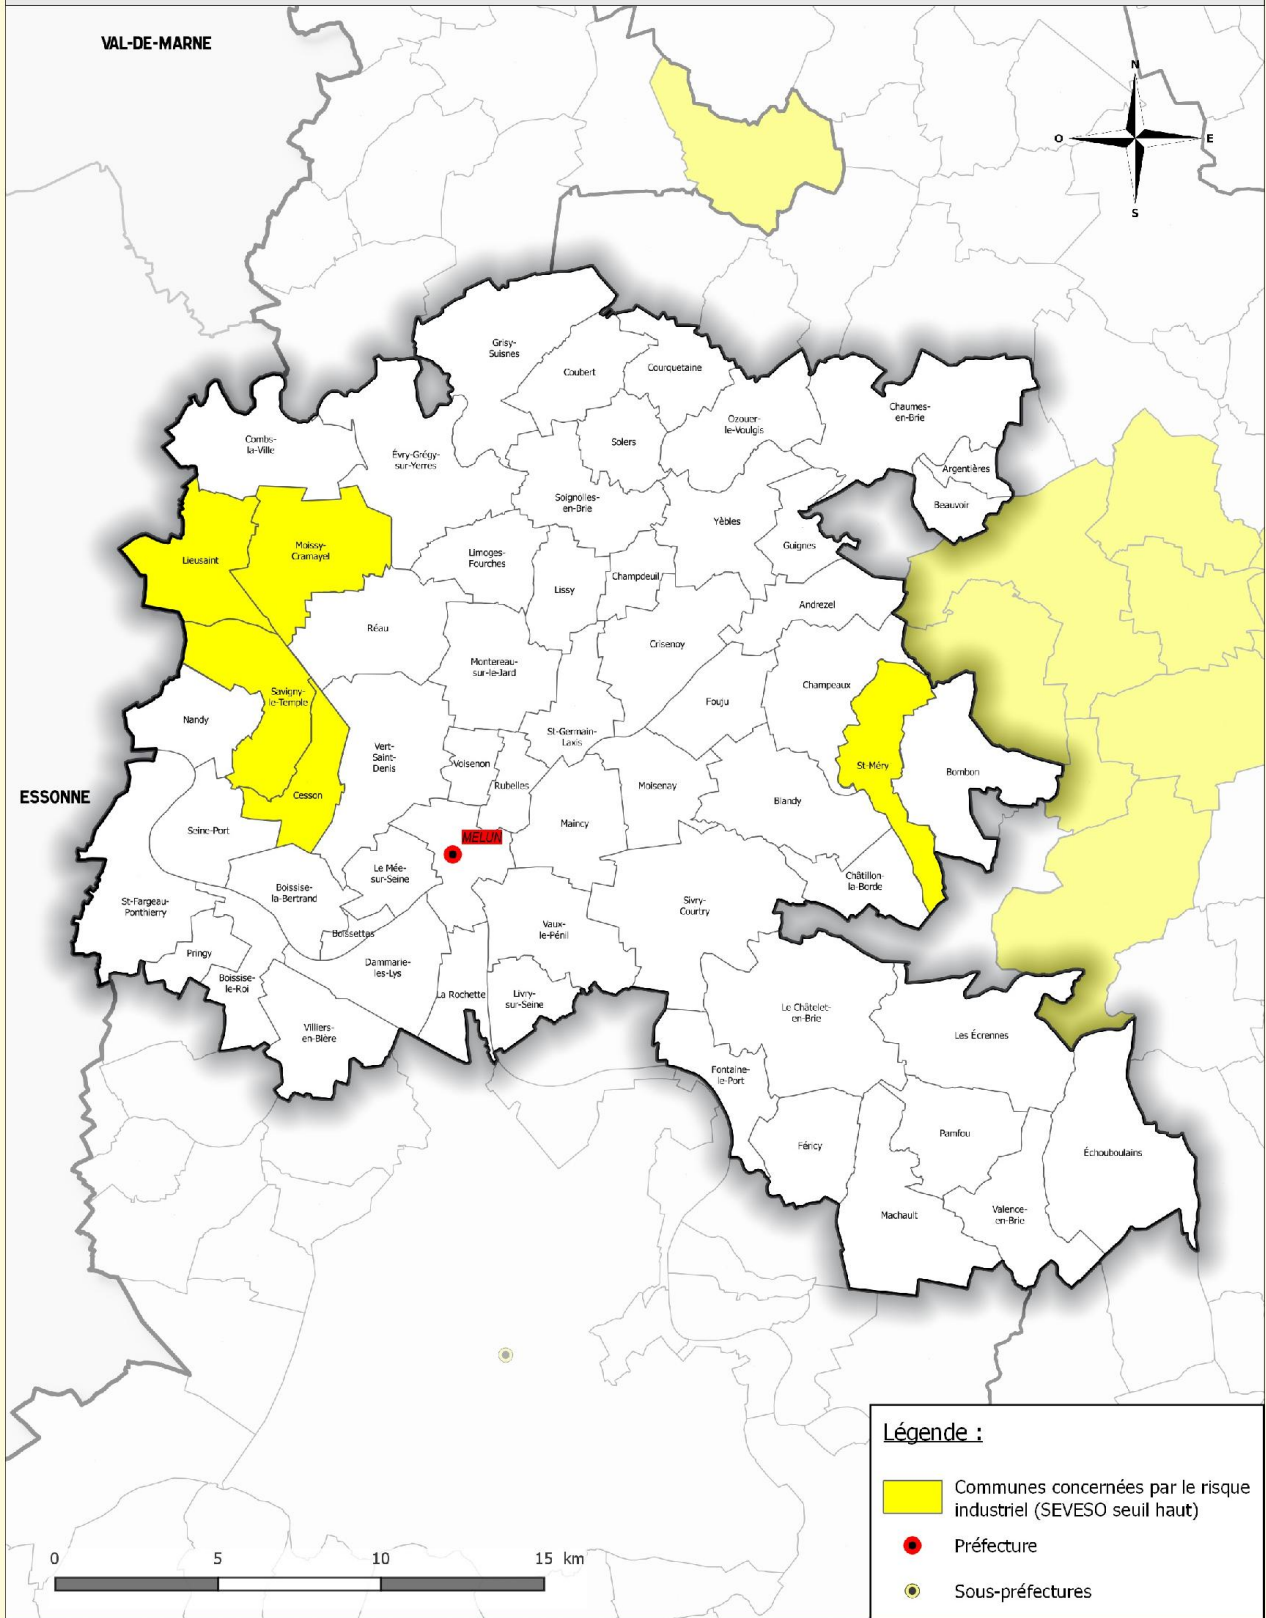 VAL-DE-MARNE
N
O
E
S
Grisy-
Suisnes
Coubert
Courquetaine
Chaumes-
en-Brie
Ozouer-
le-Voulgis
Combs-
la-Ville
Évry-Grégy-
sur-Yerres
Solers
Argentières
Soignolles-
en-Brie
Beauvoir
Yèbles
Guignes
Moissy-
Cramayel
Lieusaint
Limoges-
Fourches
Lissy
Champdeuil
Andrezel
Réau
Crisenoy
Montereau-
sur-le-Jard
Champeaux
Savigny-
le-Temple
Fouju
Nandy
St-Germain-
Laxis
Vert-
Saint-
Denis
Voisenon
St-Méry
Bombon
Rubelles
Moisenay
ESSONNE
Cesson
Blandy
Seine-Port
Maincy
MELUN
Le Mée-
sur-Seine
Châtillon-
la-Borde
Boissise-
la-Bertrand
St-Fargeau-
Ponthierry
Sivry-
Courtry
Vaux-
le-Pénil
Boissettes
Pringy
Dammarie-
les-Lys
Boissise-
le-Roi
La Rochette
Livry-
sur-Seine
Le Châtelet-
en-Brie
Villiers-
en-Bière
Les Écrennes
Fontaine-
le-Port
Pamfou
Féricy
Échouboulains
Machault
Valence-
en-Brie
Légende :
Communes concernées par le risque
industriel (SEVESO seuil haut)
Préfecture
Sous-préfectures
0 5 10 15 km